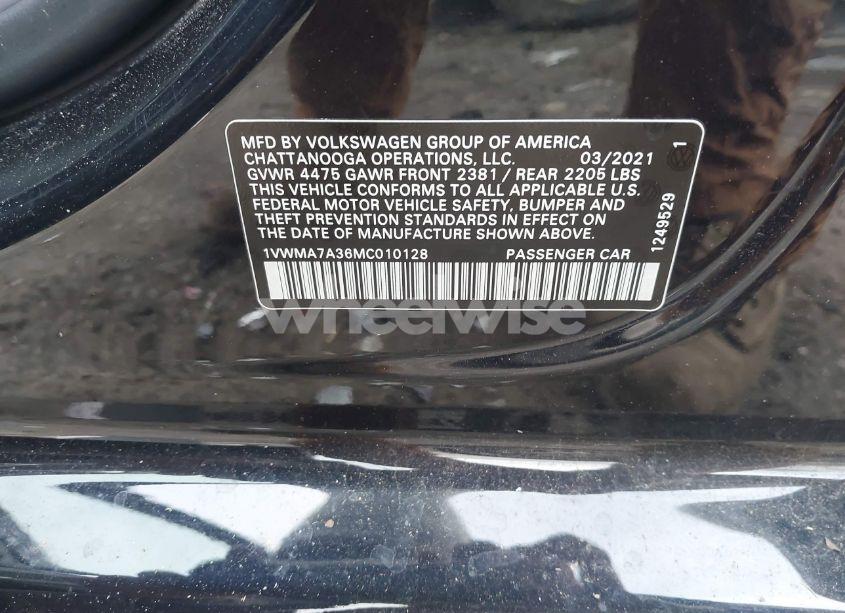 MFD BY VOLKSWAGEN GROUP OF AMERICA
CHATTANOOGA OPERATIONS, LLC. 03/2021
GVWR 4475 GAWR FRONT 2381 / REAR 2205 LBS
THIS VEHICLE CONFORMS TO ALL APPLICABLE U.S.
FEDERAL MOTOR VEHICLE SAFETY, BUMPER AND
THEFT PREVENTION STANDARDS IN EFFECT ON
THE DATE OF MANUFACTURE SHOWN ABOVE.
1VWMA7A36MC010128 PASSENGER CAR
1249529 1
wheelwise